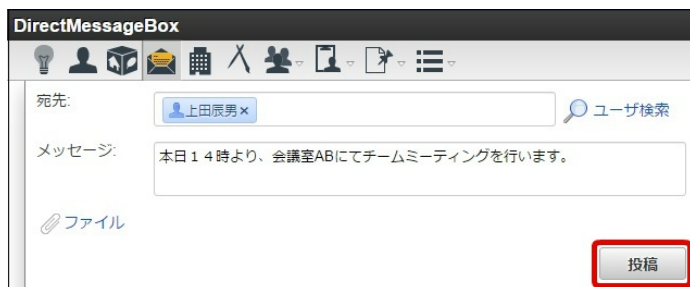 DirectMessageBox
宛先:
上田辰男×
ユーザ検索
メッセージ:
本日14時より、会議室ABにてチームミーティングを行います。
ファイル
投稿